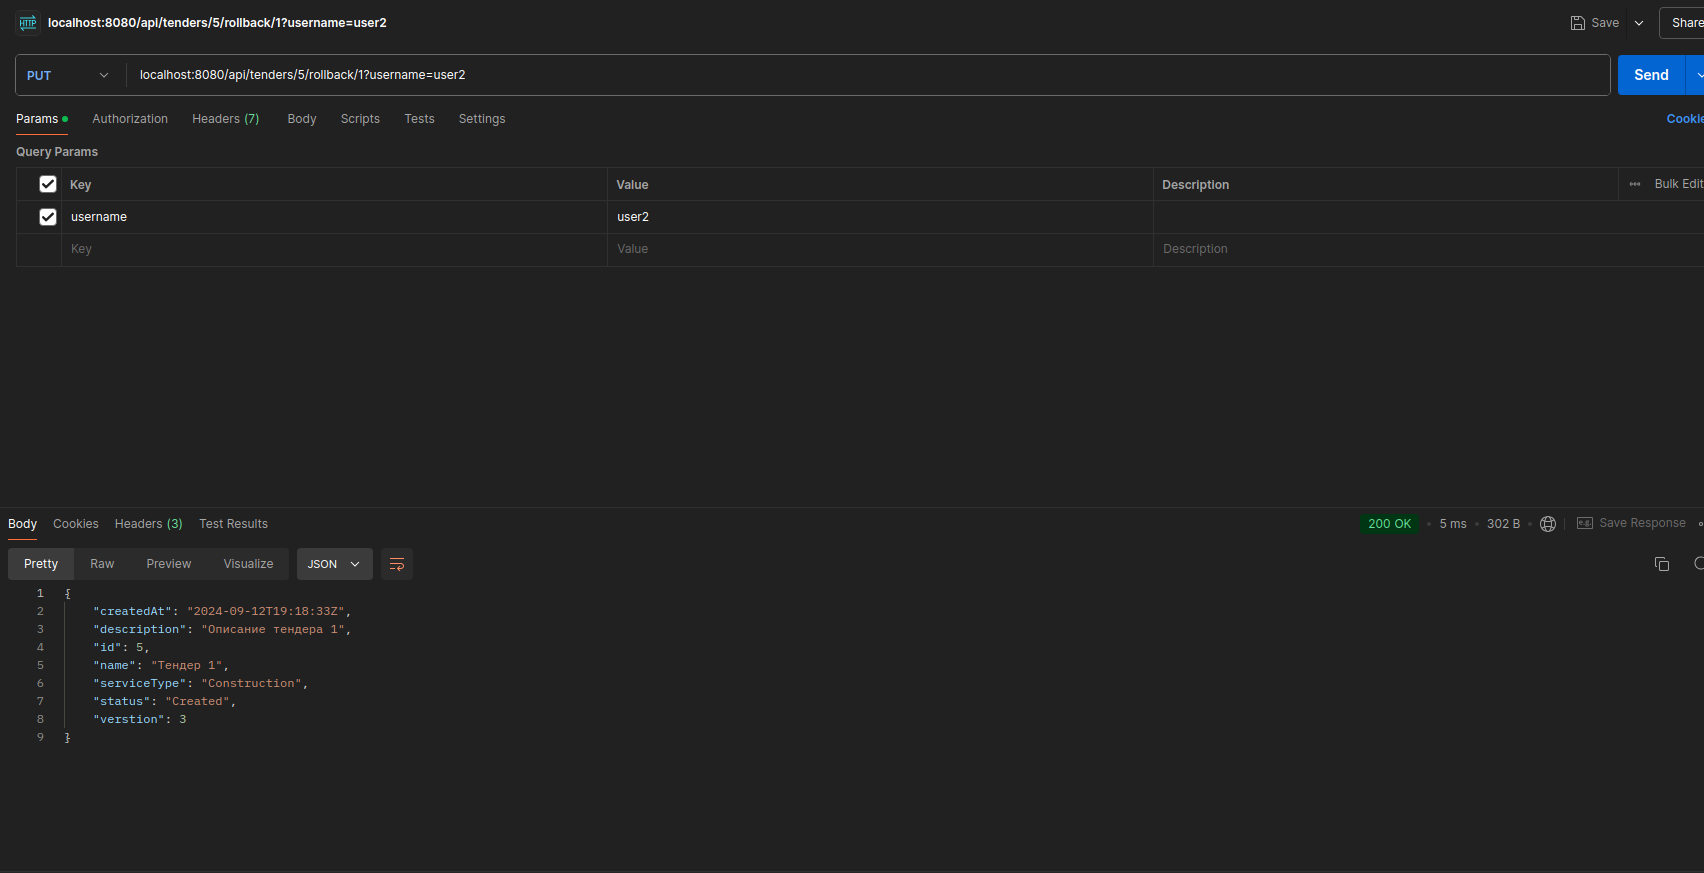 HTTP localhost:8080/api/tenders/5/rollback/1?username=user2 Save Share
PUT localhost:8080/api/tenders/5/rollback/1?username=user2 Send
Params Authorization Headers (7) Body Scripts Tests Settings Cookie
Query Params
Key Value Description Bulk Edit
username user2
Key Value Description
Body Cookies Headers (3) Test Results 200 OK 5 ms 302 B e.g. Save Response
Pretty Raw Preview Visualize JSON
1 {
2 "createdAt": "2024-09-12T19:18:33Z",
3 "description": "Описание тендера 1",
4 "id": 5,
5 "name": "Тендер 1",
6 "serviceType": "Construction",
7 "status": "Created",
8 "verstion": 3
9 }